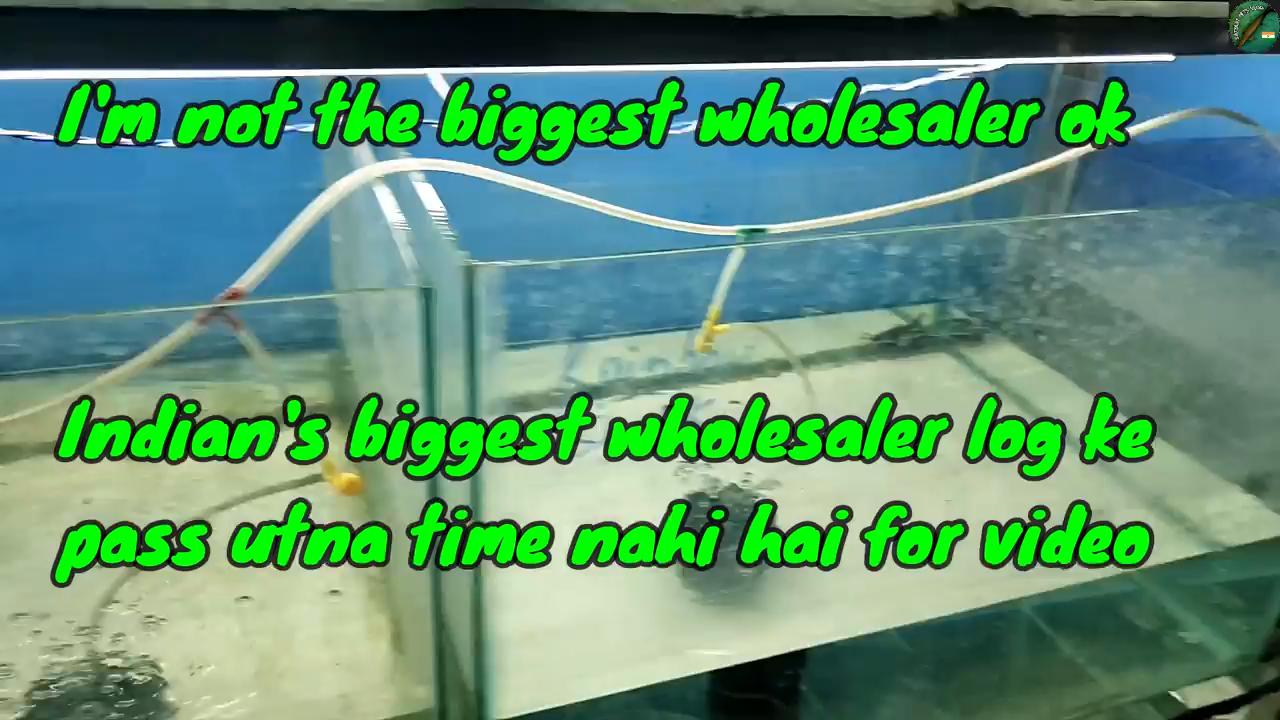 I'm not the biggest wholesaler ok
Indian's biggest wholesaler log ke
pass utna time nahi hai for video